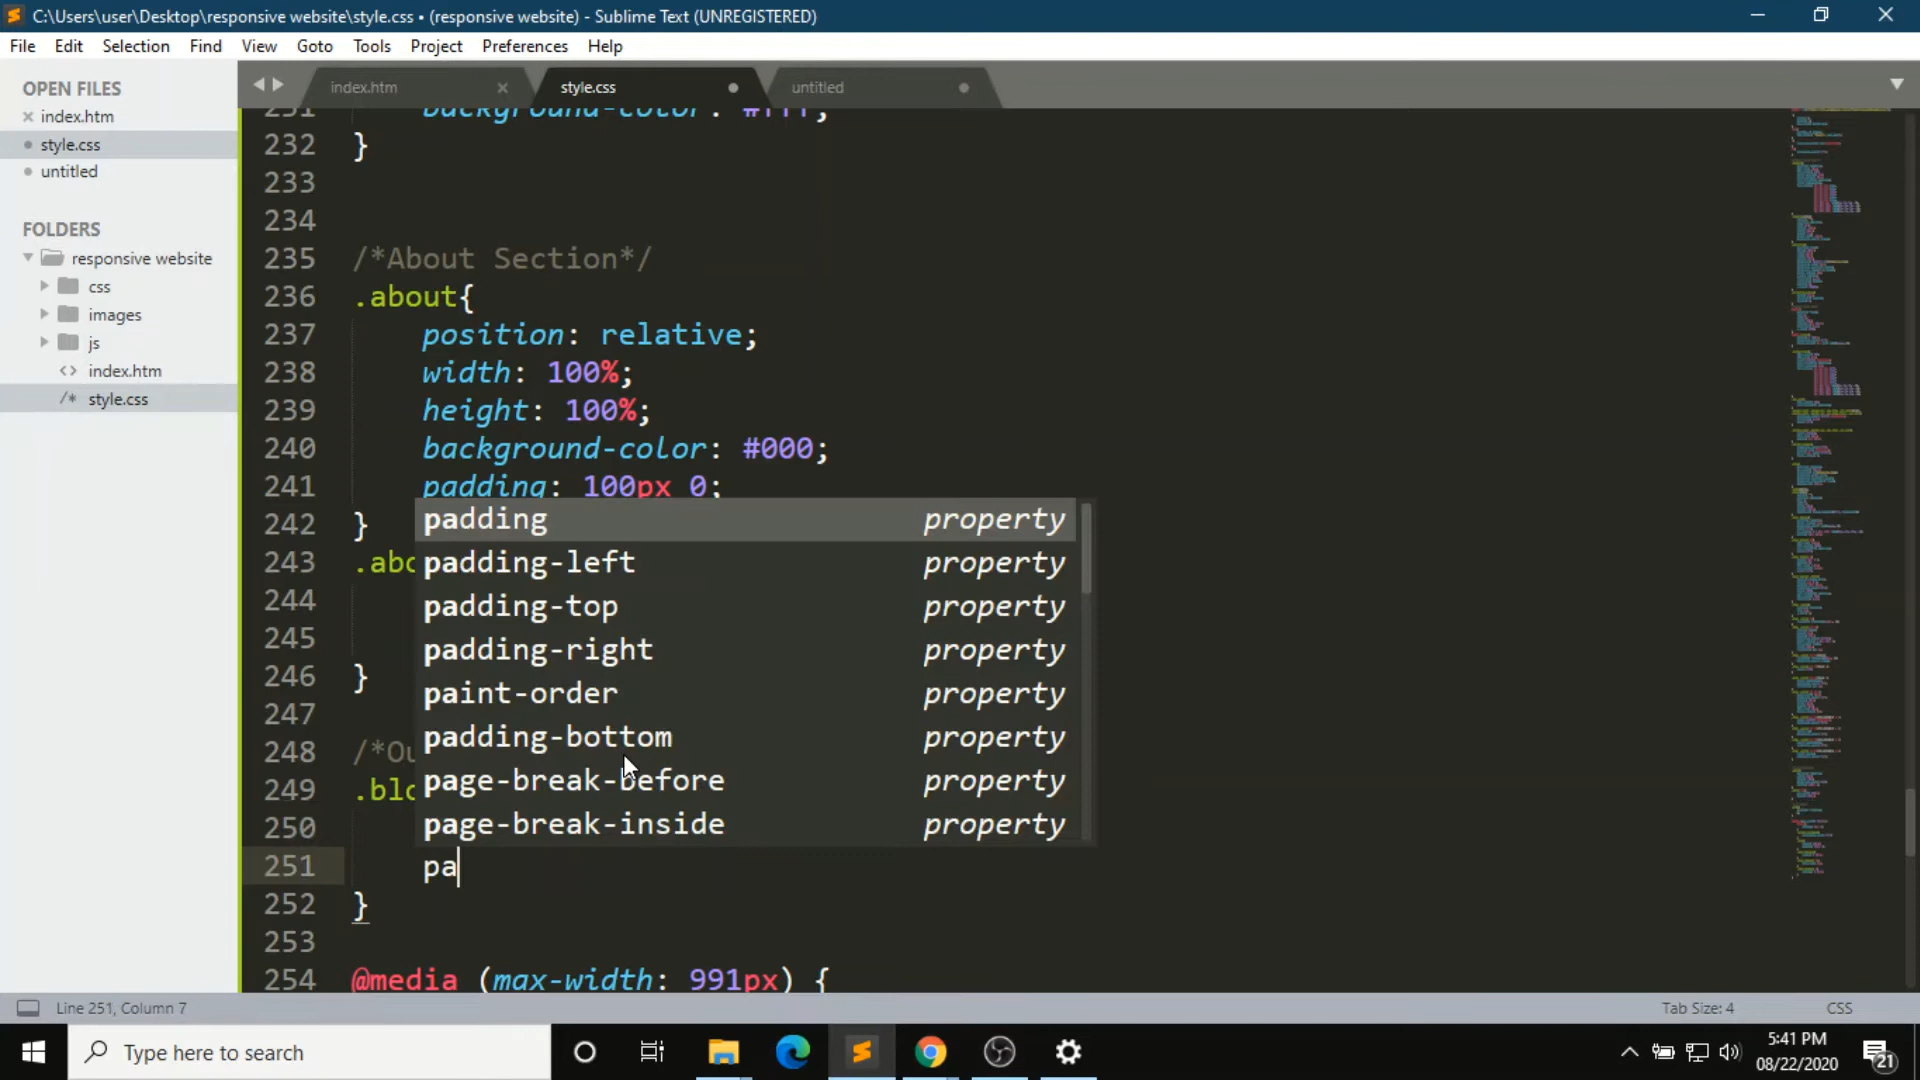 C:\Users\user\Desktop\responsive website\style.css • (responsive website) - Sublime Text (UNREGISTERED)
File Edit Selection Find View Goto Tools Project Preferences Help
OPEN FILES
index.htm
style.css
untitled
FOLDERS
responsive website
css
images
js
index.htm
style.css
index.htm style.css untitled
231 background-color: #fff;
232 }
233
234
235 /*About Section*/
236 .about{
237 position: relative;
238 width: 100%;
239 height: 100%;
240 background-color: #000;
241 padding: 100px 0;
242 }
243 .abo
244
245
246 }
247
248 /*Ou
249 .blo
250
251 pa
252 }
253
254 @media (max-width: 991px) {
padding property
padding-left property
padding-top property
padding-right property
paint-order property
padding-bottom property
page-break-before property
page-break-inside property
Line 251, Column 7 Tab Size: 4 CSS
Type here to search
5:41 PM
08/22/2020
21